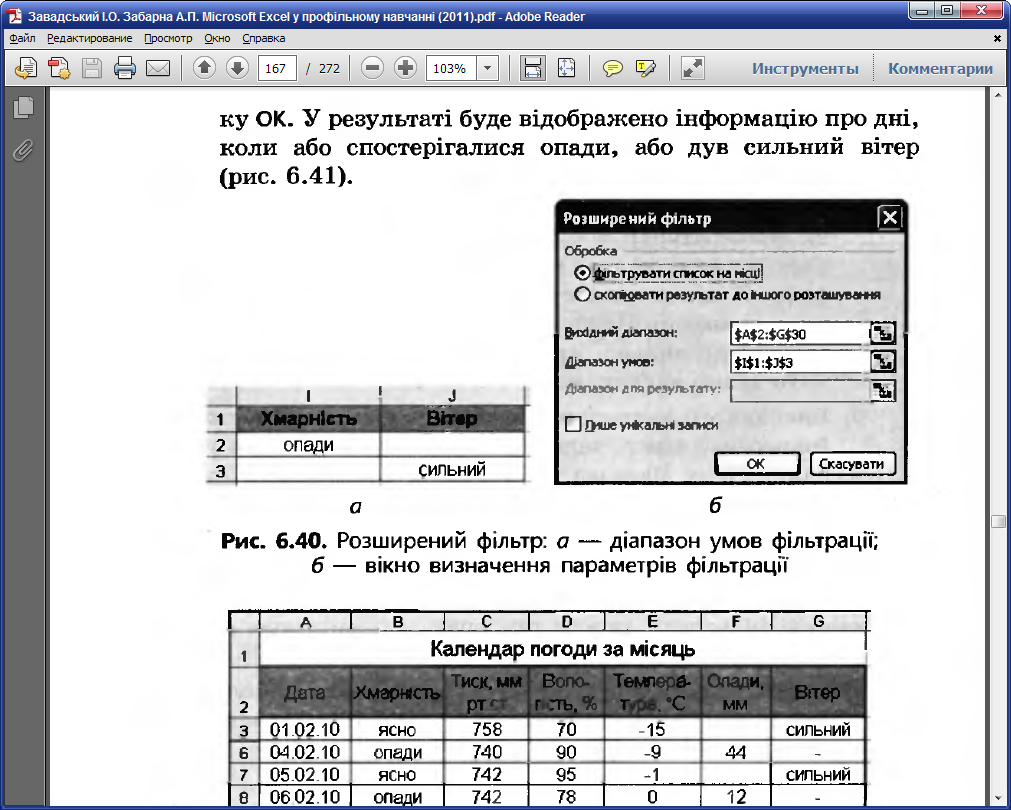 Завадський І.О. Забарна А.П. Microsoft Excel у профільному навчанні (2011).pdf - Adobe Reader
Файл Редактирование Просмотр Окно Справка
167 / 272 103% Инструменты Комментарии
ку ОК. У результаті буде відображено інформацію про дні,
коли або спостерігалися опади, або дув сильний вітер
(рис. 6.41).
Розширений фільтр
Обробка
фільтрувати список на місці
скопіювати результат до іншого розташування
Вихідний діапазон: $A$2:$G$30
Діапазон умов: $I$1:$J$3
Діапазон для результату:
Лише унікальні записи
ОК Скасувати
I J
1 Хмарність Вітер
2 опади
3 сильний
а б
Рис. 6.40. Розширений фільтр: а — діапазон умов фільтрації;
б — вікно визначення параметрів фільтрації
A B C D E F G
1 Календар погоди за місяць
2 Дата Хмарність Тиск, мм рт ст Воло-гість, % Темпера-тура, °С Опади, мм Вітер
3 01.02.10 ясно 758 70 -15 сильний
6 04.02.10 опади 740 90 -9 44 -
7 05.02.10 ясно 742 95 -1 сильний
8 06.02.10 опади 742 78 0 12 -